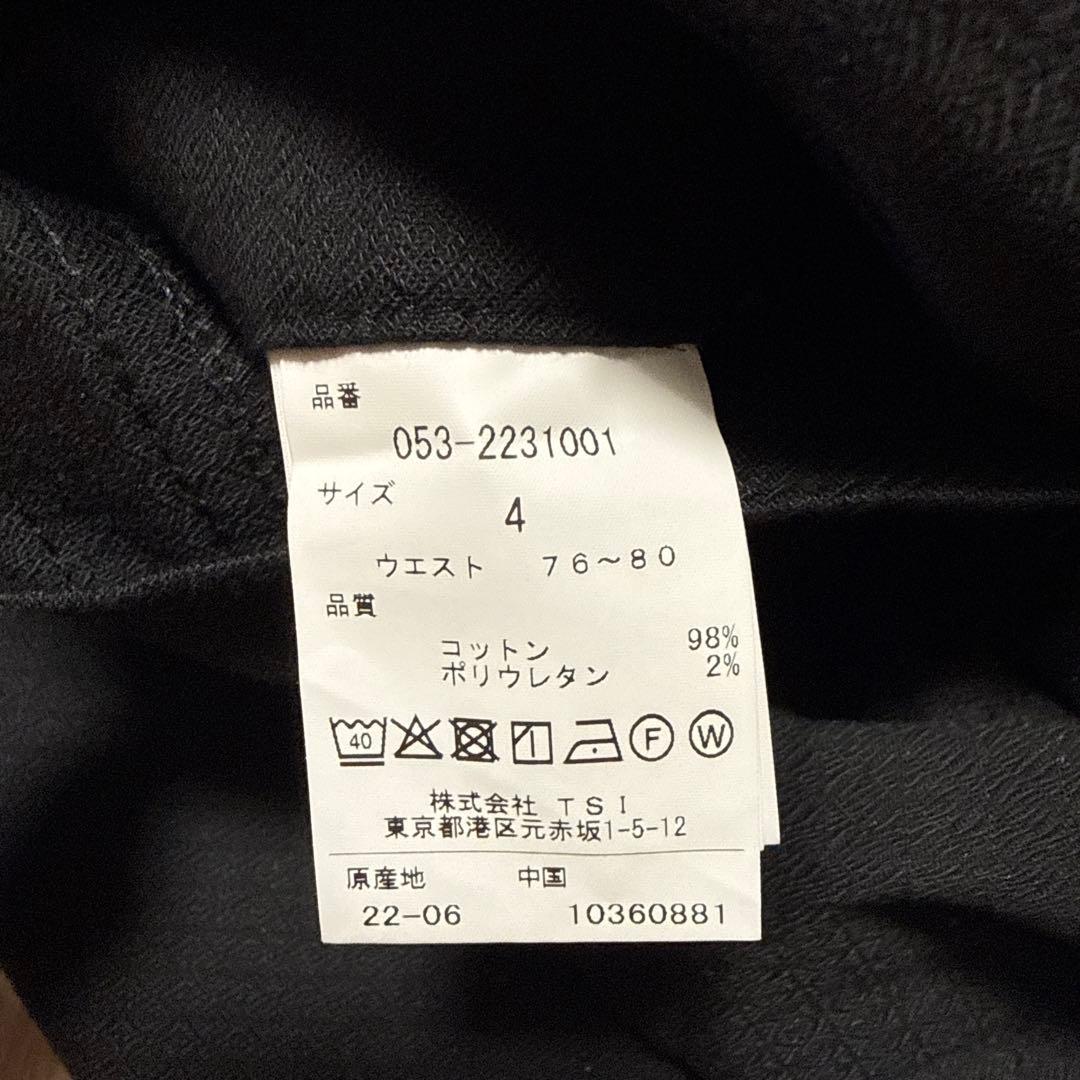 品番
053-2231001
サイズ
4
ウエスト 76～80
品質
コットン 98%
ポリウレタン 2%
40 F W
株式会社 TSI
東京都港区元赤坂1-5-12
原産地 中国
22-06 10360881